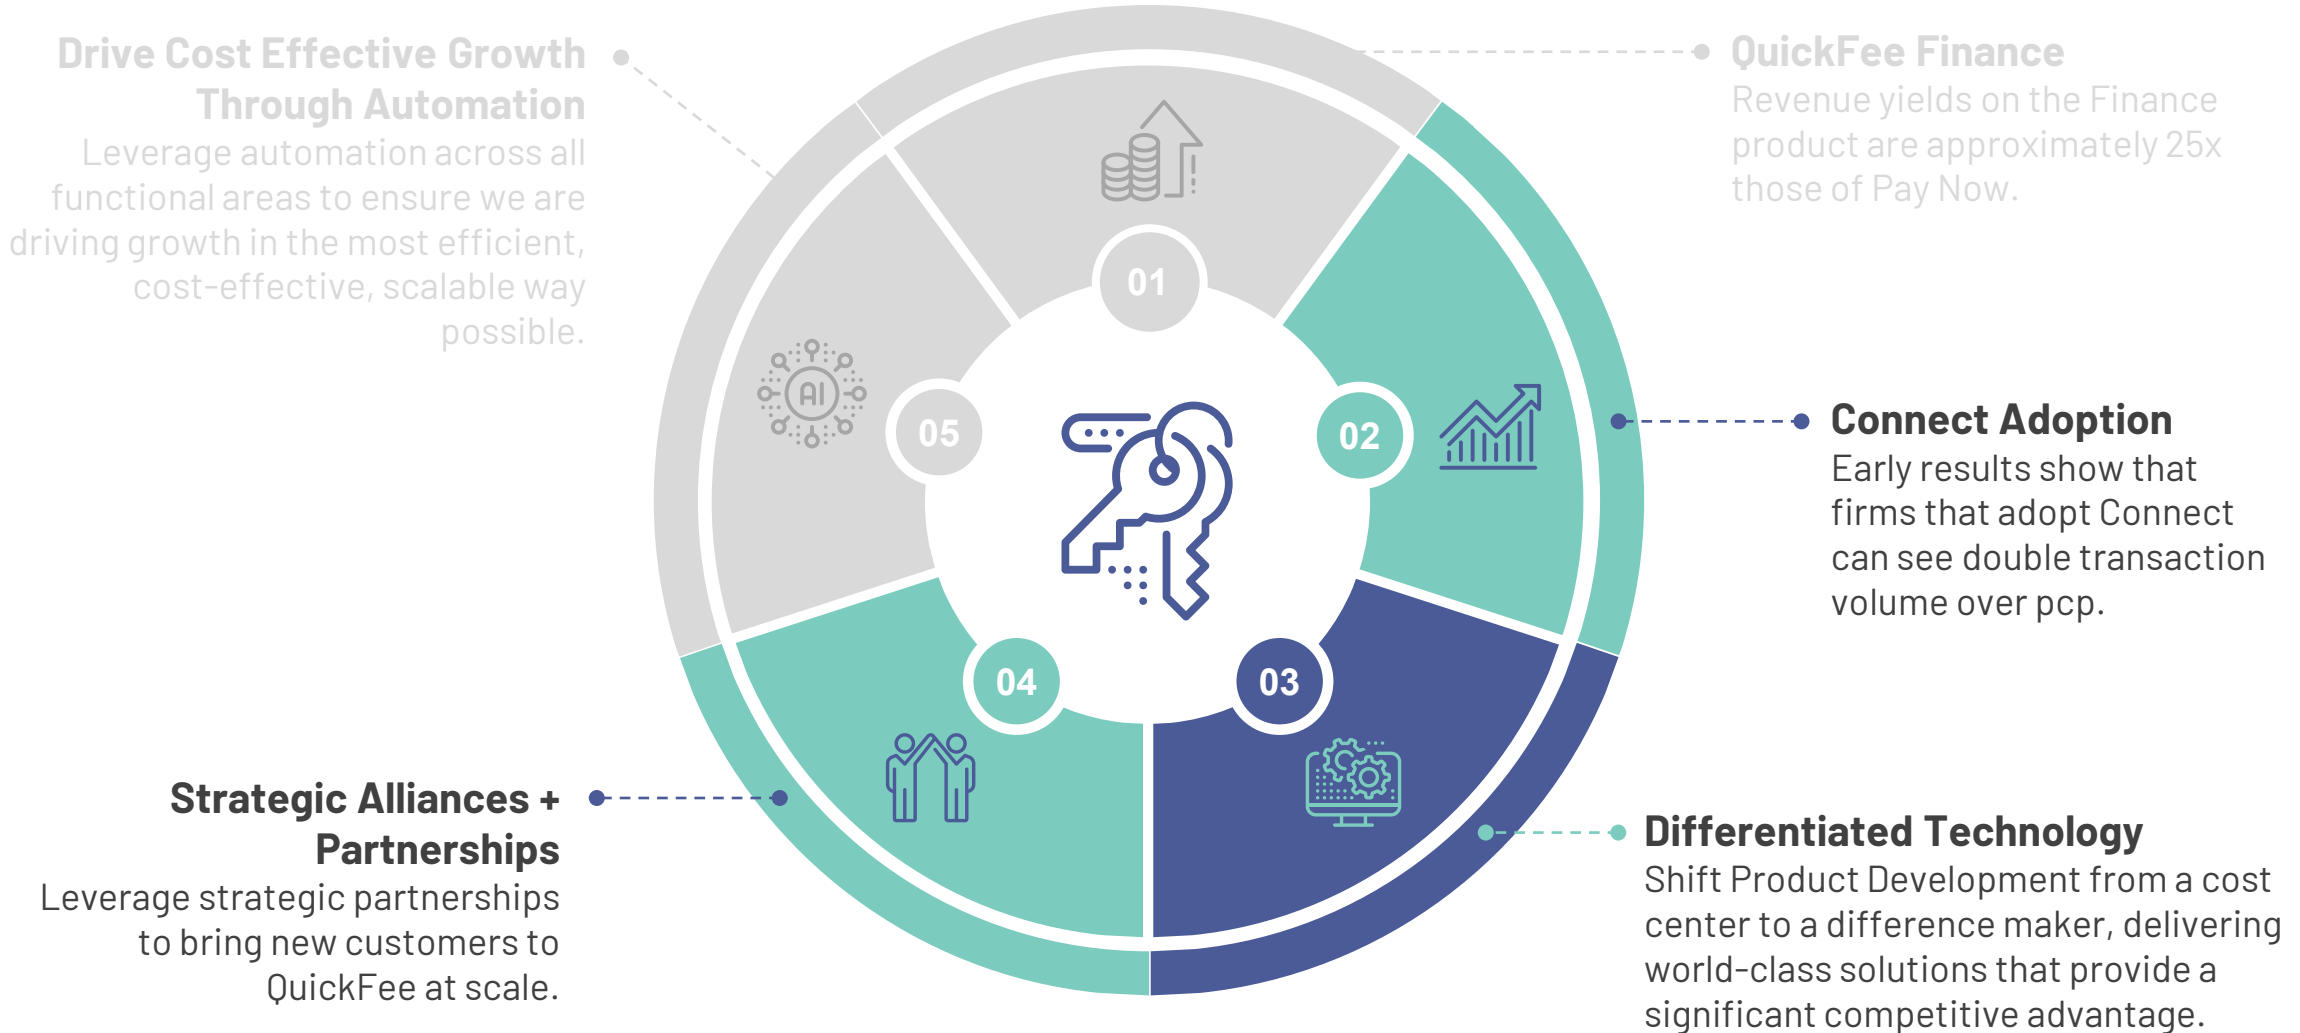 Drive Cost Effective Growth
Through Automation
Leverage automation across all
functional areas to ensure we are
driving growth in the most efficient,
cost-effective, scalable way
possible.
QuickFee Finance
Revenue yields on the Finance
product are approximately 25x
those of Pay Now.
01
AI
05
02
Connect Adoption
Early results show that
firms that adopt Connect
can see double transaction
volume over pcp.
04
03
Strategic Alliances +
Partnerships
Leverage strategic partnerships
to bring new customers to
QuickFee at scale.
Differentiated Technology
Shift Product Development from a cost
center to a difference maker, delivering
world-class solutions that provide a
significant competitive advantage.